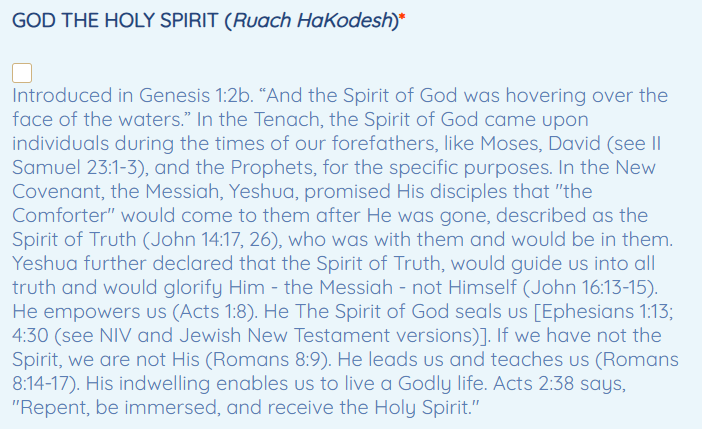 GOD THE HOLY SPIRIT (Ruach HaKodesh)*
Introduced in Genesis 1:2b. “And the Spirit of God was hovering over the
face of the waters.” In the Tenach, the Spirit of God came upon
individuals during the times of our forefathers, like Moses, David (see II
Samuel 23:1-3), and the Prophets, for the specific purposes. In the New
Covenant, the Messiah, Yeshua, promised His disciples that "the
Comforter" would come to them after He was gone, described as the
Spirit of Truth (John 14:17, 26), who was with them and would be in them.
Yeshua further declared that the Spirit of Truth, would guide us into all
truth and would glorify Him - the Messiah - not Himself (John 16:13-15).
He empowers us (Acts 1:8). He The Spirit of God seals us [Ephesians 1:13;
4:30 (see NIV and Jewish New Testament versions)]. If we have not the
Spirit, we are not His (Romans 8:9). He leads us and teaches us (Romans
8:14-17). His indwelling enables us to live a Godly life. Acts 2:38 says,
"Repent, be immersed, and receive the Holy Spirit."